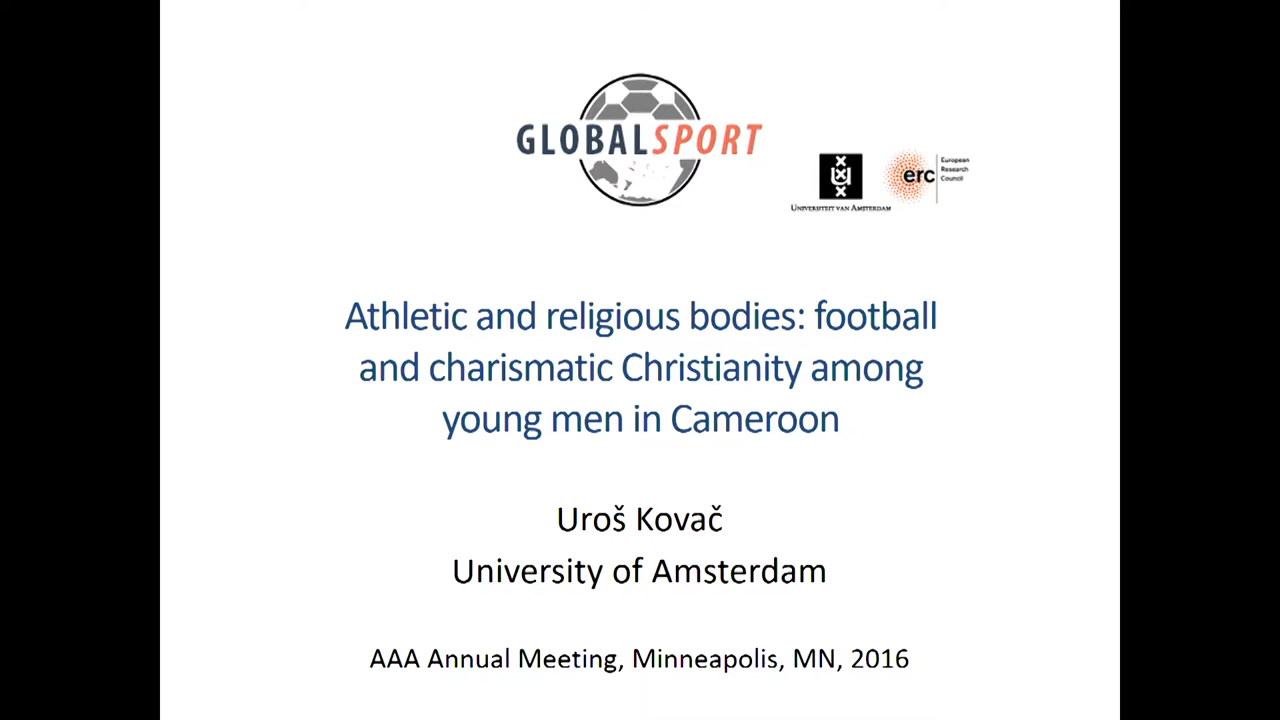 GLOBALSPORT
UNIVERSITEIT VAN AMSTERDAM
erc
European
Research
Council
Athletic and religious bodies: football
and charismatic Christianity among
young men in Cameroon
Uroš Kovač
University of Amsterdam
AAA Annual Meeting, Minneapolis, MN, 2016